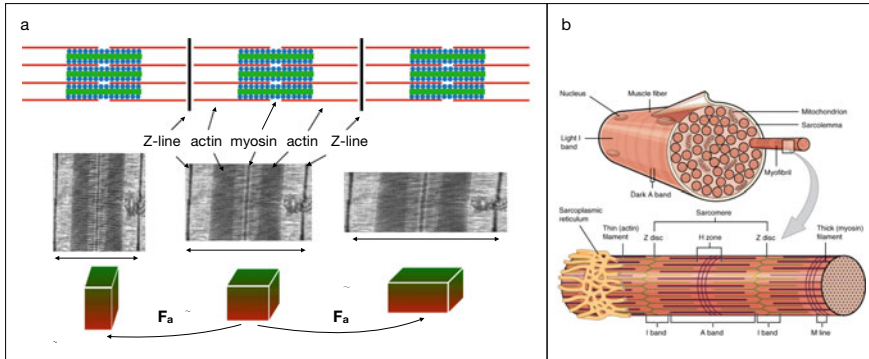 a
Z-line actin myosin actin Z-line
Fa Fa
~ ~ ~
b
Nucleus
Muscle fiber
Mitochondrion
Sarcolemma
Light I
band
Myofibril
Dark A band
Sarcoplasmic
reticulum
Thin (actin)
filament
Sarcomere
Z disc
H zone
Z disc
Thick (myosin)
filament
I band
A band
I band
M line